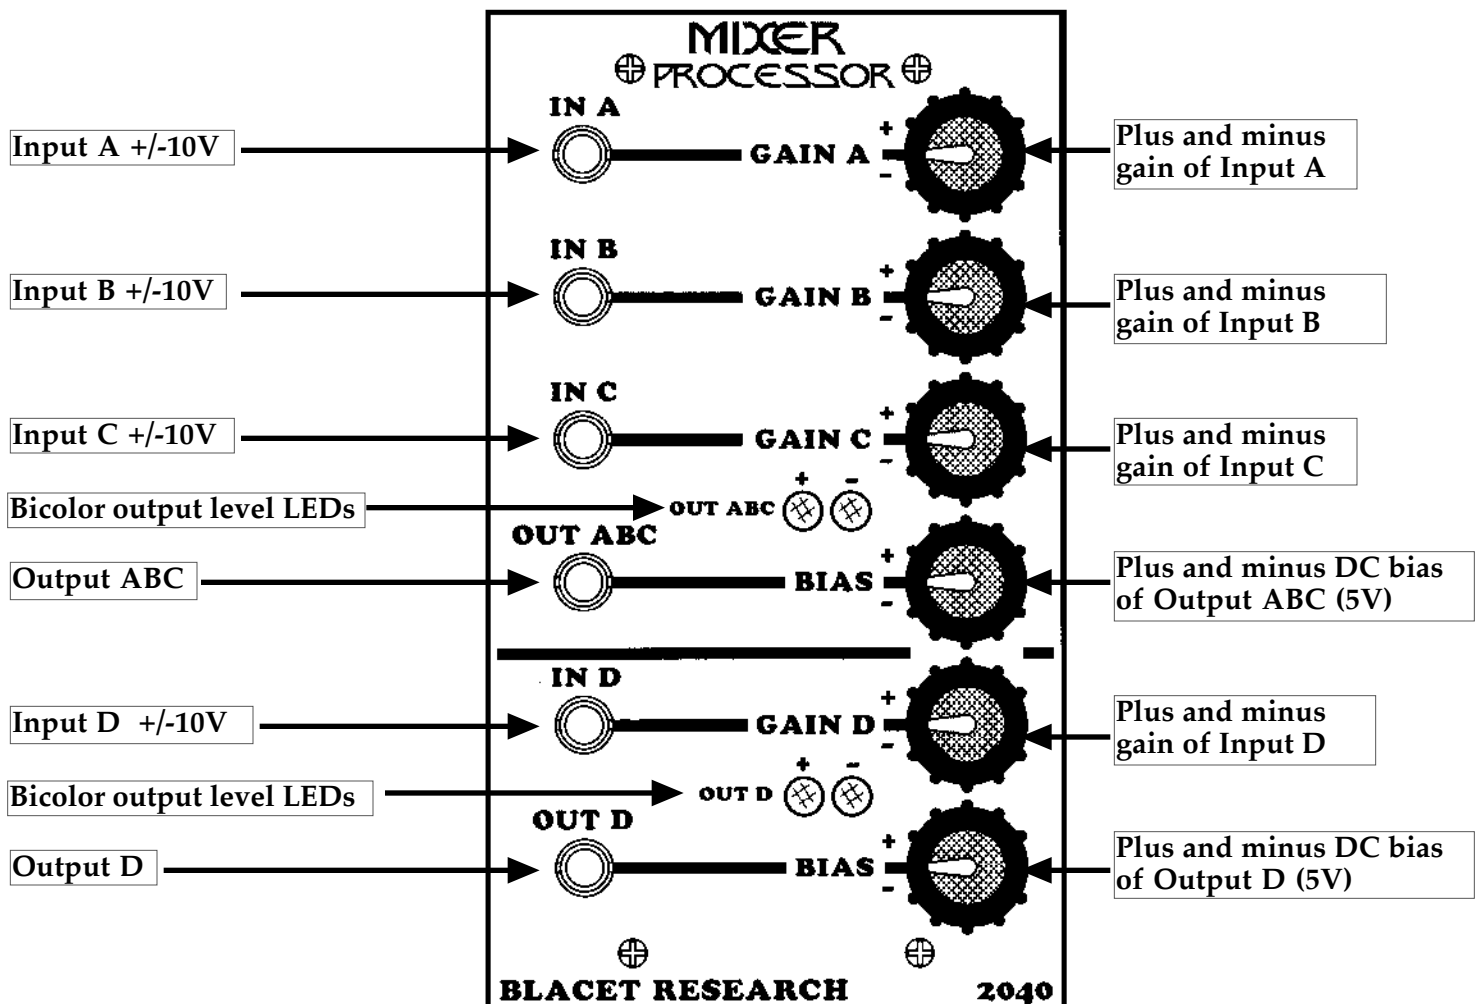 MIXER
PROCESSOR
IN A
Input A +/-10V
GAIN A
+
-
Plus and minus
gain of Input A
IN B
Input B +/-10V
GAIN B
+
-
Plus and minus
gain of Input B
IN C
Input C +/-10V
GAIN C
+
-
Plus and minus
gain of Input C
Bicolor output level LEDs
OUT ABC
+ -
OUT ABC
Output ABC
BIAS
+
-
Plus and minus DC bias
of Output ABC (5V)
IN D
Input D +/-10V
GAIN D
+
-
Plus and minus
gain of Input D
Bicolor output level LEDs
OUT D
+ -
OUT D
Output D
BIAS
+
-
Plus and minus DC bias
of Output D (5V)
BLACET RESEARCH 2040